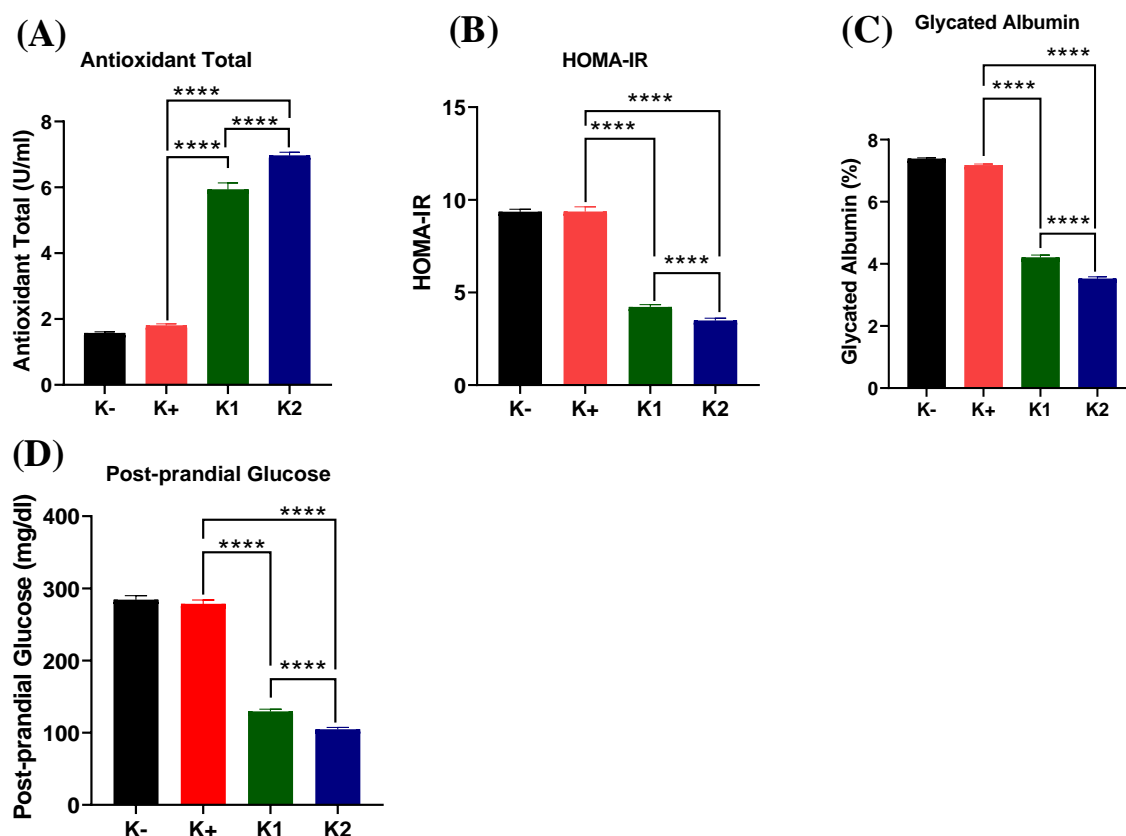 (A)
Antioxidant Total
****
**** ****
Antioxidant Total (U/ml)
8
6
4
2
0
K- K+ K1 K2
(B)
HOMA-IR
****
****
****
HOMA-IR
15
10
5
0
K- K+ K1 K2
(C)
Glycated Albumin
****
****
****
Glycated Albumin (%)
8
6
4
2
0
K- K+ K1 K2
(D)
Post-prandial Glucose
****
****
****
Post-prandial Glucose (mg/dl)
400
300
200
100
0
K- K+ K1 K2